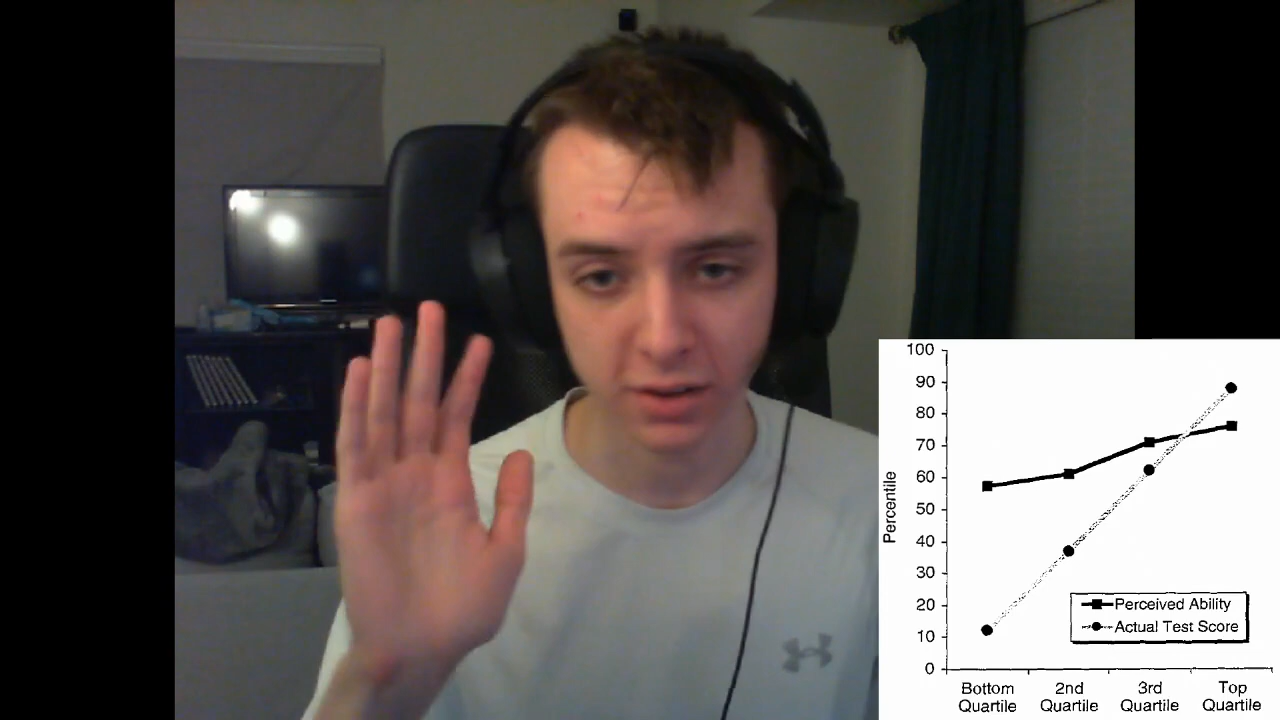 100
90
80
70
60
50
40
30
20
10
0
Percentile
Perceived Ability
Actual Test Score
Bottom Quartile
2nd Quartile
3rd Quartile
Top Quartile